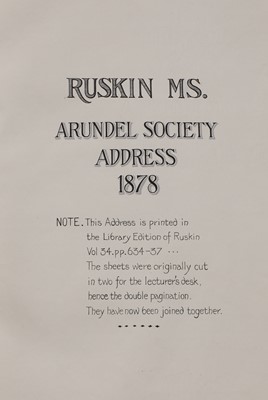 RUSKIN MS.
ARUNDEL SOCIETY
ADDRESS
1878
NOTE. This Address is printed in
the Library Edition of Ruskin
Vol 34. pp. 634-37 ...
The sheets were originally cut
in two for the lecturer's desk,
hence the double pagination.
They have now been joined together.